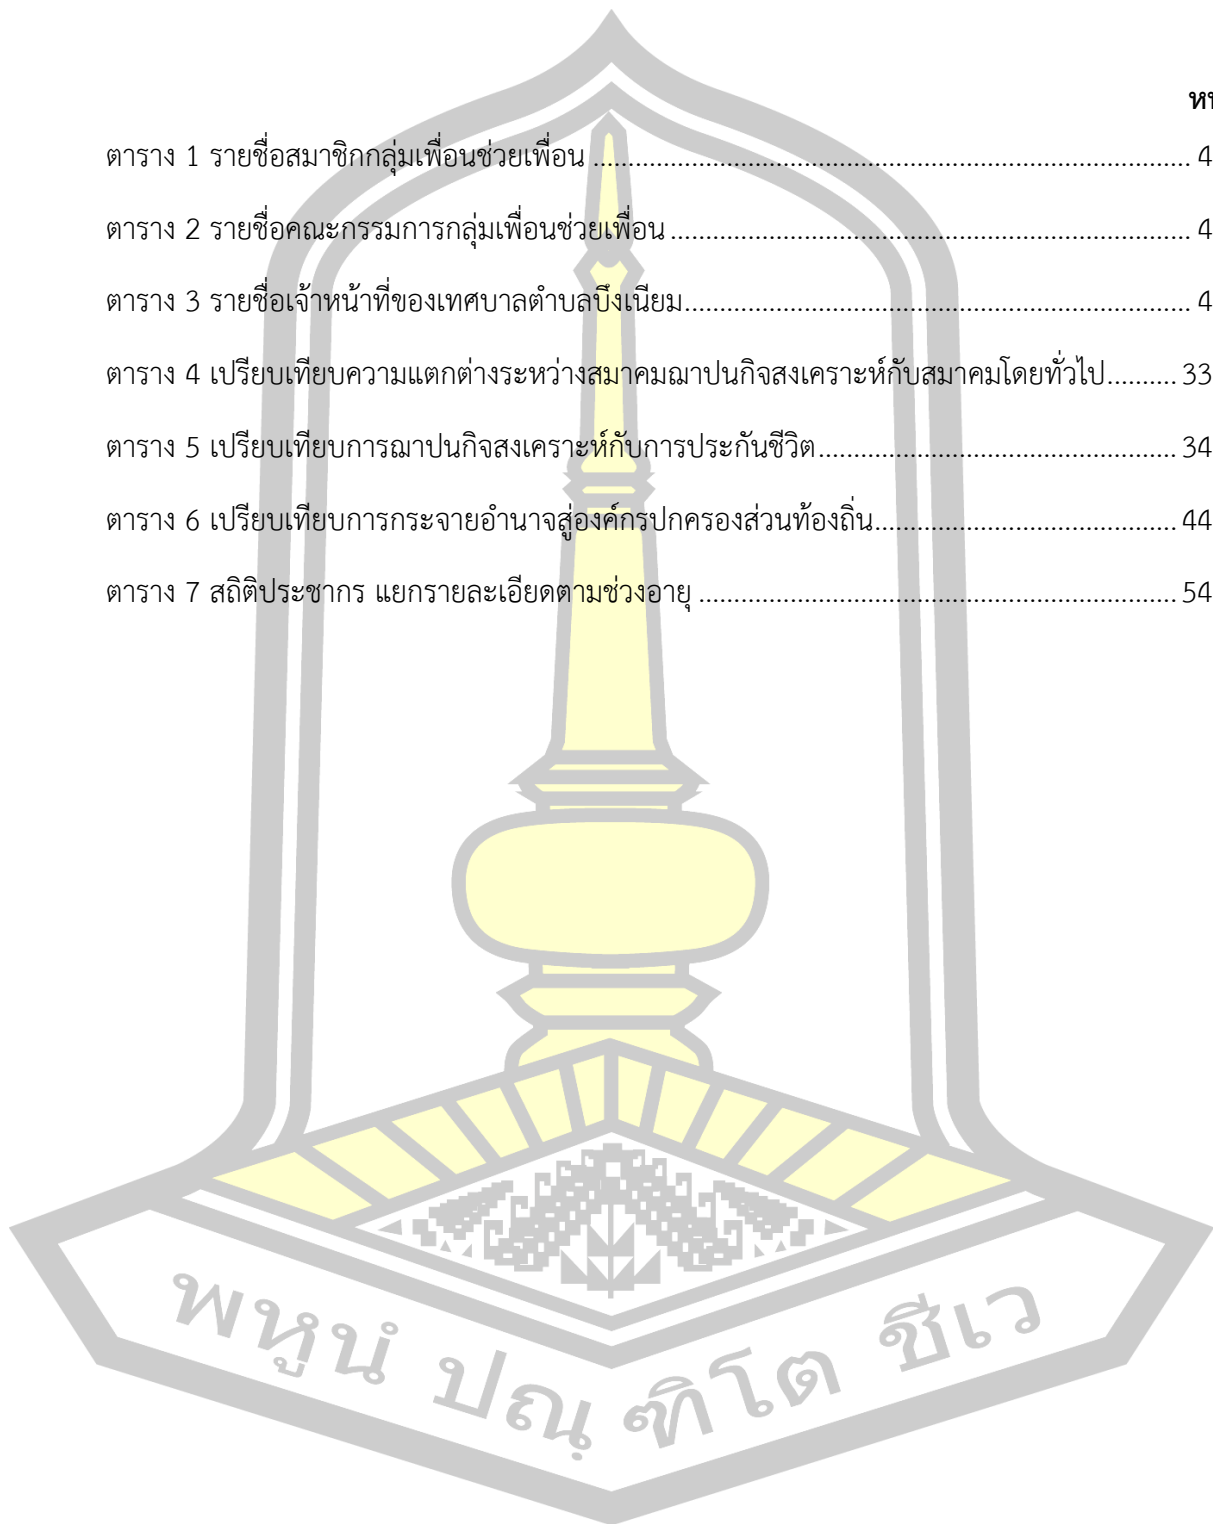 ตาราง 1 รายชื่อสมาชิกกลุ่มเพื่อนช่วยเพื่อน ........................................................................................ 4
ตาราง 2 รายชื่อคณะกรรมการกลุ่มเพื่อนช่วยเพื่อน ............................................................................. 4
ตาราง 3 รายชื่อเจ้าหน้าที่ของเทศบาลตำบลบึงเนียม........................................................................... 4
ตาราง 4 เปรียบเทียบความแตกต่างระหว่างสมาคมฌาปนกิจสงเคราะห์กับสมาคมโดยทั่วไป.......... 33
ตาราง 5 เปรียบเทียบการฌาปนกิจสงเคราะห์กับการประกันชีวิต.................................................... 34
ตาราง 6 เปรียบเทียบการกระจายอำนาจสู่องค์กรปกครองส่วนท้องถิ่น............................................ 44
ตาราง 7 สถิติประชากร แยกรายละเอียดตามช่วงอายุ ...................................................................... 54
พหูนํ ปณฺ ฑิโต ชีเว